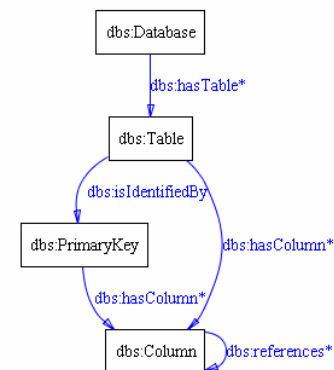 dbs:Database
dbs:hasTable*
dbs:Table
dbs:isIdentifiedBy
dbs:PrimaryKey
dbs:hasColumn*
dbs:hasColumn*
dbs:Column
dbs:references*